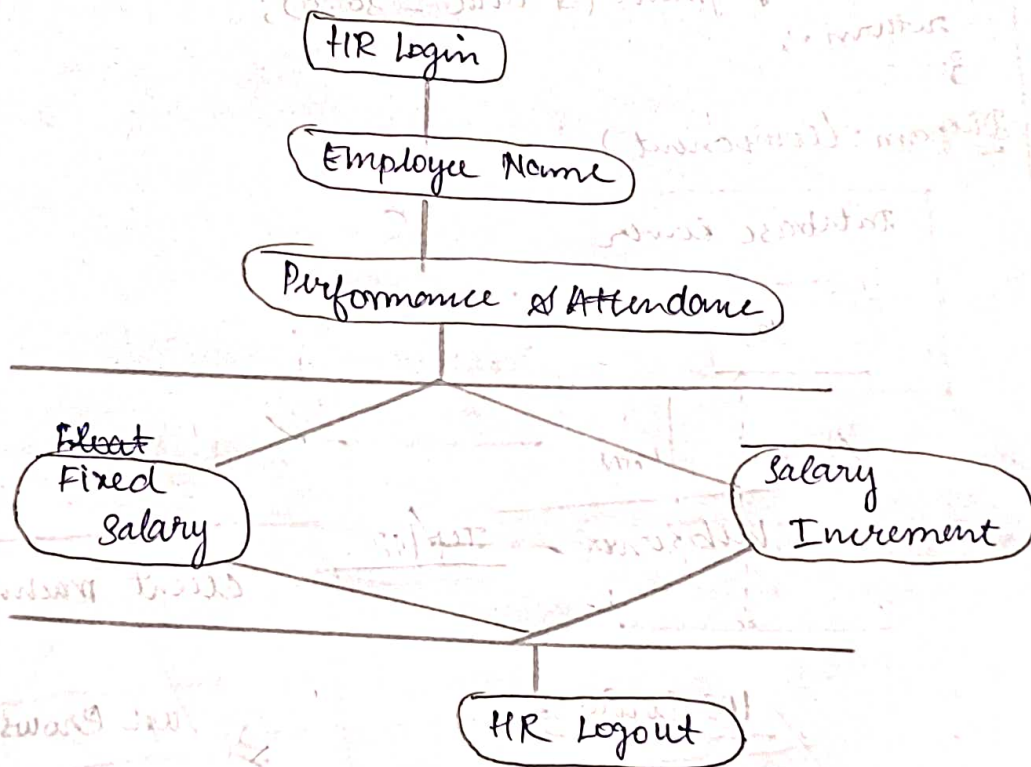 HR Login
Employee Name
Performance & Attendance
Fixed
Salary
Salary
Increment
HR Logout